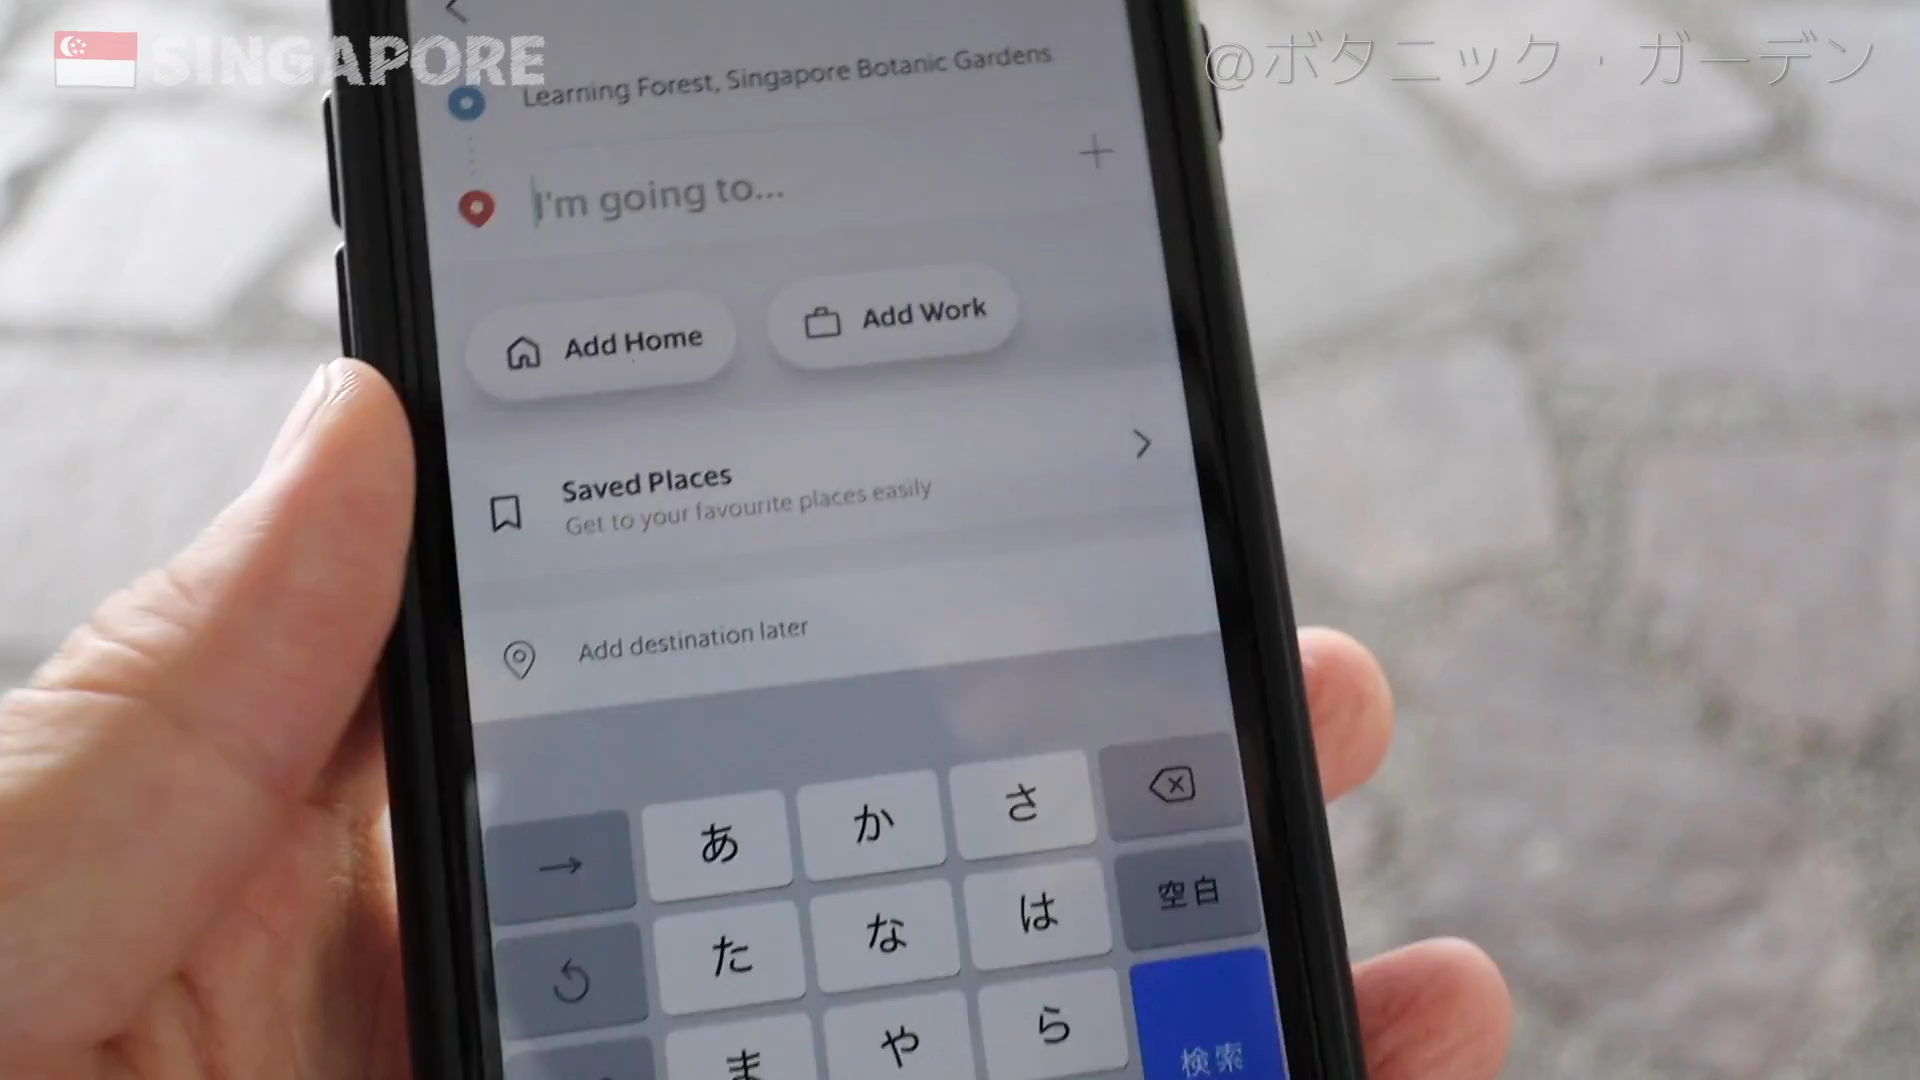 SINGAPORE
@ボタニック・ガーデン
Learning Forest, Singapore Botanic Gardens
I'm going to...
Add Home
Add Work
Saved Places
Get to your favourite places easily
Add destination later
→ あ か さ
た な は 空白
ま や ら 検索